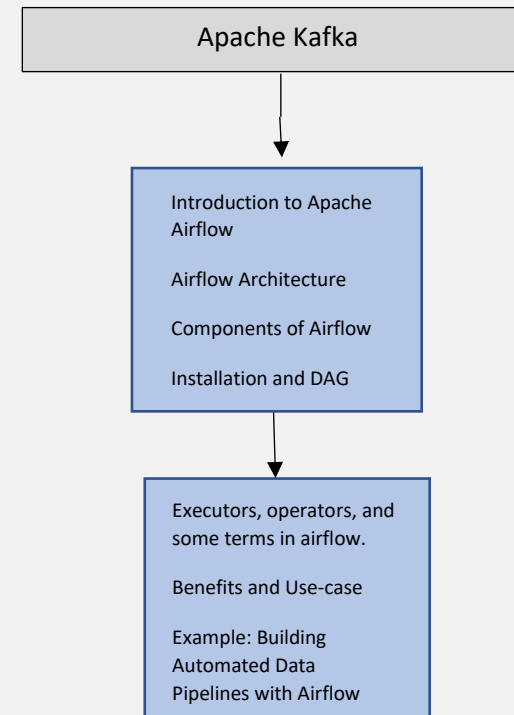 Apache Kafka
Introduction to Apache
Airflow
Airflow Architecture
Components of Airflow
Installation and DAG
Executors, operators, and
some terms in airflow.
Benefits and Use-case
Example: Building
Automated Data
Pipelines with Airflow